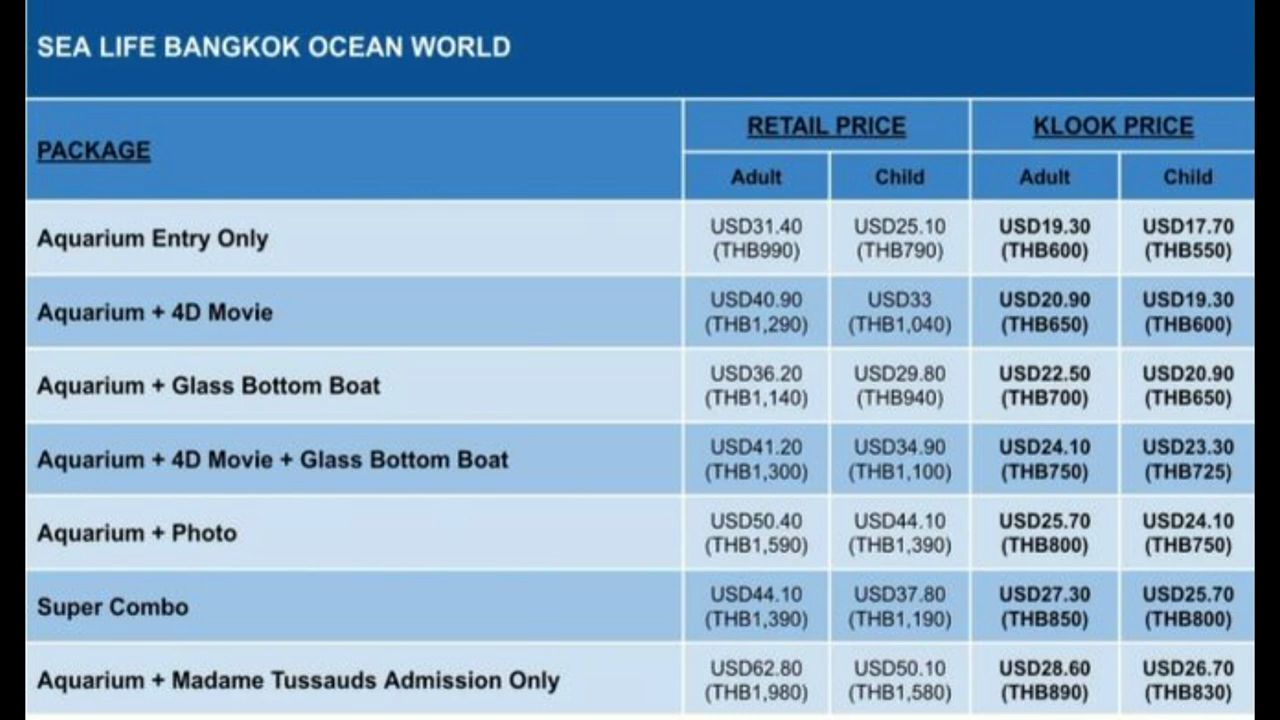 SEA LIFE BANGKOK OCEAN WORLD
PACKAGE
RETAIL PRICE
KLOOK PRICE
Adult
Child
Adult
Child
Aquarium Entry Only
USD31.40
(THB990)
USD25.10
(THB790)
USD19.30
(THB600)
USD17.70
(THB550)
Aquarium + 4D Movie
USD40.90
(THB1,290)
USD33
(THB1,040)
USD20.90
(THB650)
USD19.30
(THB600)
Aquarium + Glass Bottom Boat
USD36.20
(THB1,140)
USD29.80
(THB940)
USD22.50
(THB700)
USD20.90
(THB650)
Aquarium + 4D Movie + Glass Bottom Boat
USD41.20
(THB1,300)
USD34.90
(THB1,100)
USD24.10
(THB750)
USD23.30
(THB725)
Aquarium + Photo
USD50.40
(THB1,590)
USD44.10
(THB1,390)
USD25.70
(THB800)
USD24.10
(THB750)
Super Combo
USD44.10
(THB1,390)
USD37.80
(THB1,190)
USD27.30
(THB850)
USD25.70
(THB800)
Aquarium + Madame Tussauds Admission Only
USD62.80
(THB1,980)
USD50.10
(THB1,580)
USD28.60
(THB890)
USD26.70
(THB830)